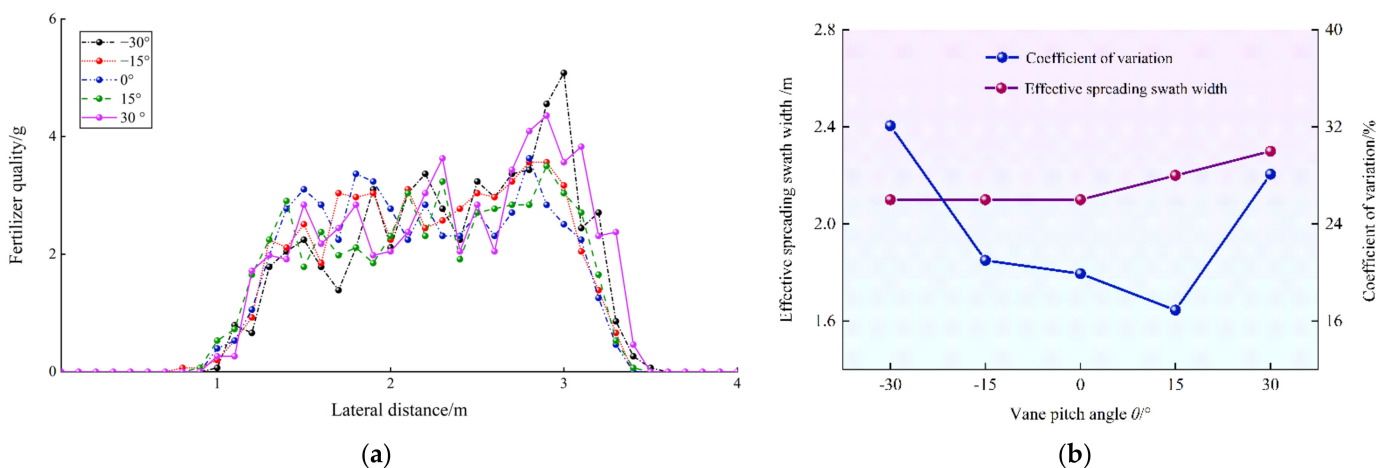 6
4
2
0
Fertilizer quality/g
−30°
−15°
0°
15°
30 °
1
2
3
4
Lateral distance/m
(a)
2.8
2.4
2.0
1.6
Effective spreading swath width /m
Coefficient of variation
Effective spreading swath width
40
32
24
16
Coefficient of variation/%
-30
-15
0
15
30
Vane pitch angle θ/°
(b)